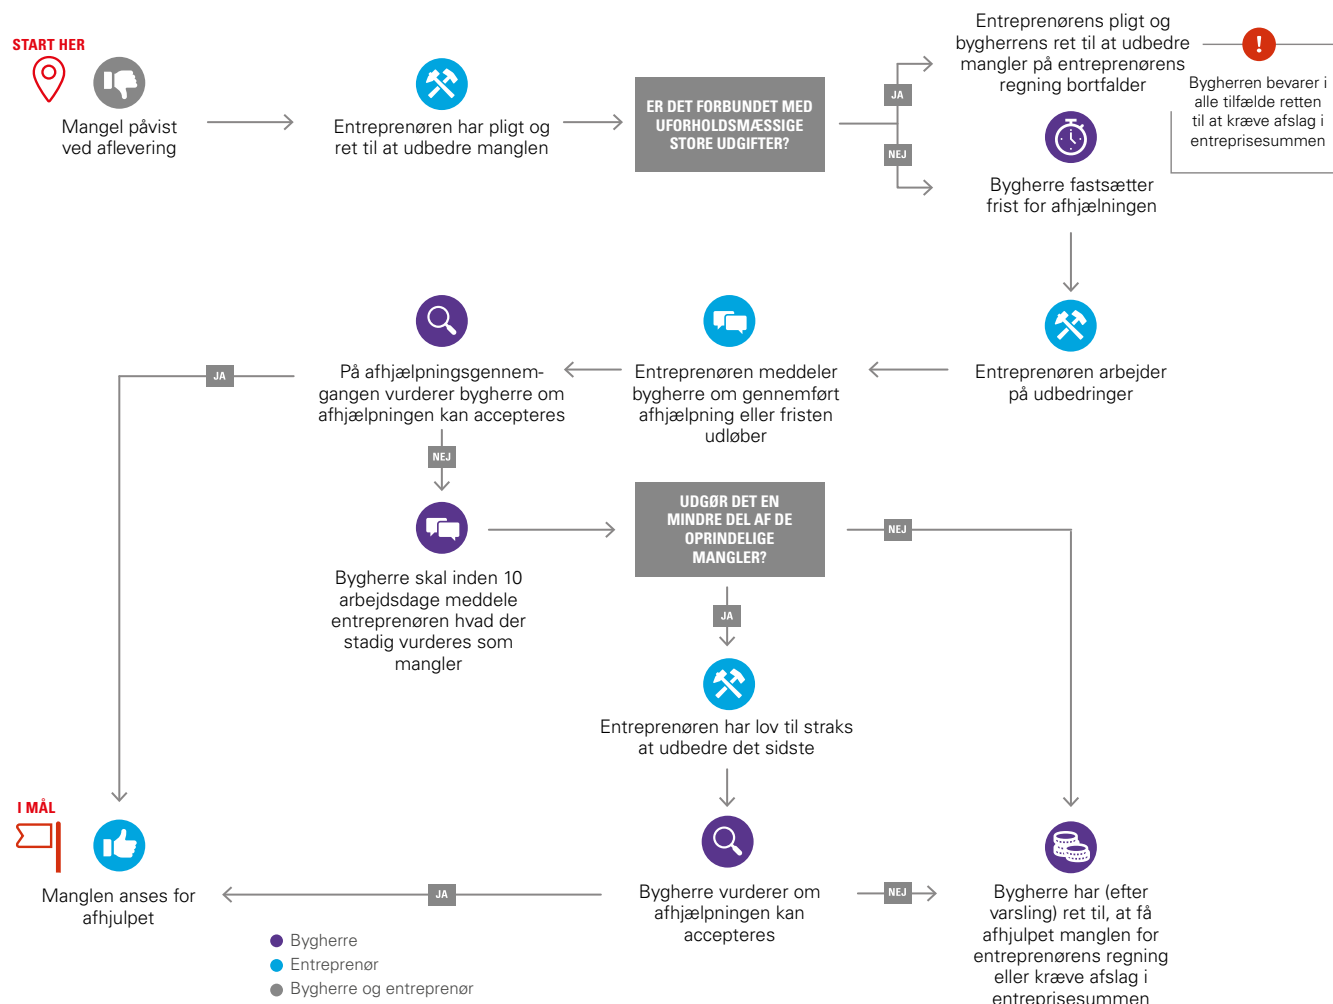 START HER
Mangel påvist
ved aflevering
Entreprenøren har pligt og
ret til at udbedre manglen
ER DET FORBUNDET MED
UFORHOLDSMÆSSIGE
STORE UDGIFTER?
JA
NEJ
Entreprenørens pligt og
bygherrens ret til at udbedre
mangler på entreprenørens
regning bortfalder
!
Bygherren bevarer i
alle tilfælde retten
til at kræve afslag i
entreprisesummen
Bygherre fastsætter
frist for afhjælningen
Entreprenøren arbejder
på udbedringer
Entreprenøren meddeler
bygherre om gennemført
afhjælpning eller fristen
udløber
På afhjælpningsgennem-
gangen vurderer bygherre om
afhjælpningen kan accepteres
JA
NEJ
Bygherre skal inden 10
arbejdsdage meddele
entreprenøren hvad der
stadig vurderes som
mangler
UDGØR DET EN
MINDRE DEL AF DE
OPRINDELIGE
MANGLER?
NEJ
JA
Entreprenøren har lov til straks
at udbedre det sidste
Bygherre vurderer om
afhjælpningen kan
accepteres
JA
NEJ
I MÅL
Manglen anses for
afhjulpet
Bygherre har (efter
varsling) ret til, at få
afhjulpet manglen for
entreprenørens regning
eller kræve afslag i
entreprisesummen
Bygherre
Entreprenør
Bygherre og entreprenør